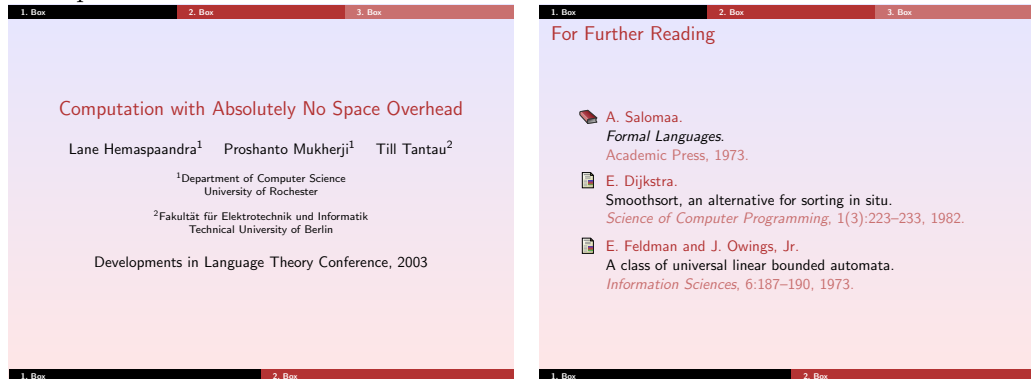 1. Box 2. Box 3. Box
Computation with Absolutely No Space Overhead
Lane Hemaspaandra1 Proshanto Mukherji1 Till Tantau2
1Department of Computer Science
University of Rochester
2Fakultät für Elektrotechnik und Informatik
Technical University of Berlin
Developments in Language Theory Conference, 2003
1. Box 2. Box
1. Box 2. Box 3. Box
For Further Reading
A. Salomaa.
Formal Languages.
Academic Press, 1973.
E. Dijkstra.
Smoothsort, an alternative for sorting in situ.
Science of Computer Programming, 1(3):223–233, 1982.
E. Feldman and J. Owings, Jr.
A class of universal linear bounded automata.
Information Sciences, 6:187–190, 1973.
1. Box 2. Box